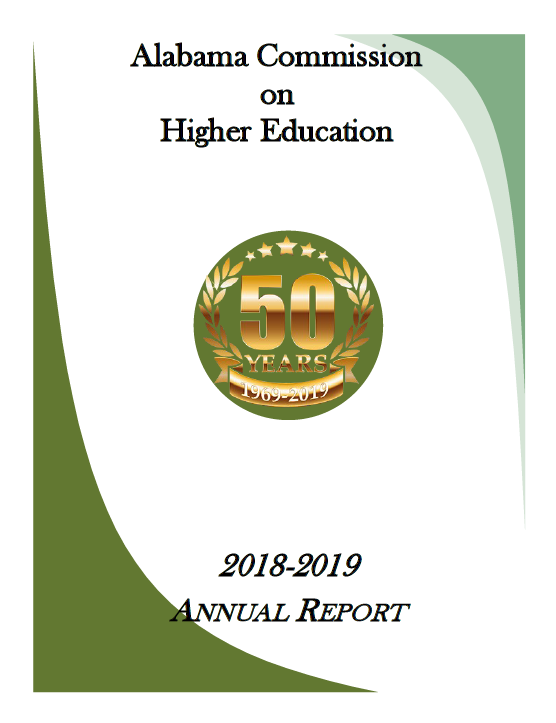 Alabama Commission
on
Higher Education
50
YEARS
1969-2019
2018-2019
ANNUAL REPORT